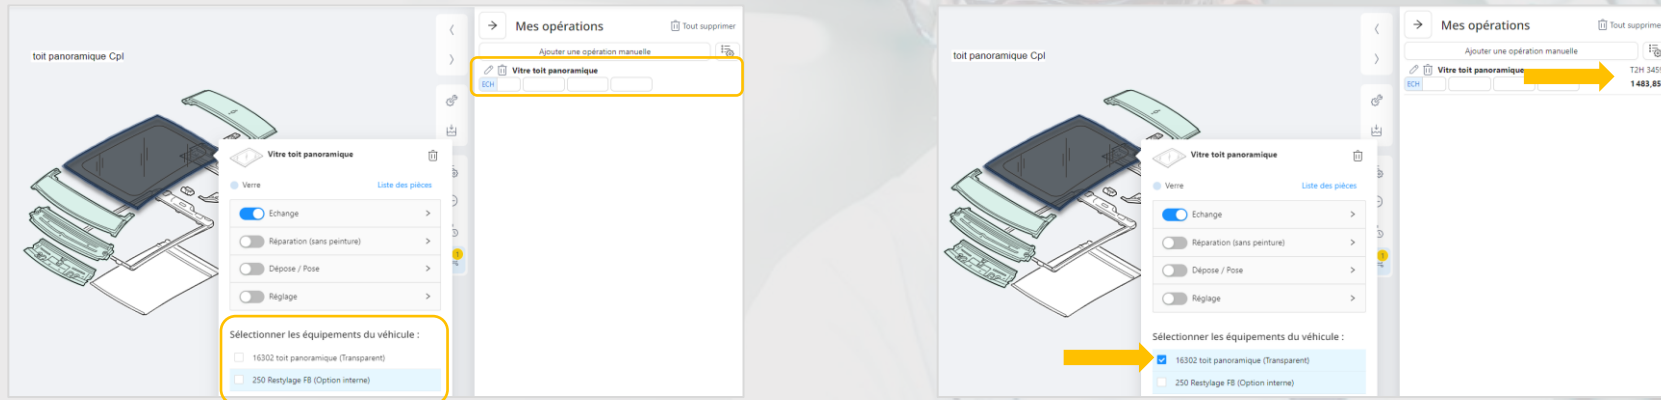 toit panoramique Cpl
Mes opérations
Tout supprimer
Ajouter une opération manuelle
Vitre toit panoramique
ECH
Vitre toit panoramique
Verre
Liste des pièces
Echange
Réparation (sans peinture)
Dépose / Pose
Réglage
Sélectionner les équipements du véhicule :
16302 toit panoramique (Transparent)
250 Restylage F8 (Option interne)
1
toit panoramique Cpl
Mes opérations
Tout supprime
Ajouter une opération manuelle
Vitre toit panoramique
T2H 3459
ECH
1 483,85
Vitre toit panoramique
Verre
Liste des pièces
Echange
Réparation (sans peinture)
Dépose / Pose
Réglage
Sélectionner les équipements du véhicule :
16302 toit panoramique (Transparent)
250 Restylage F8 (Option interne)
1